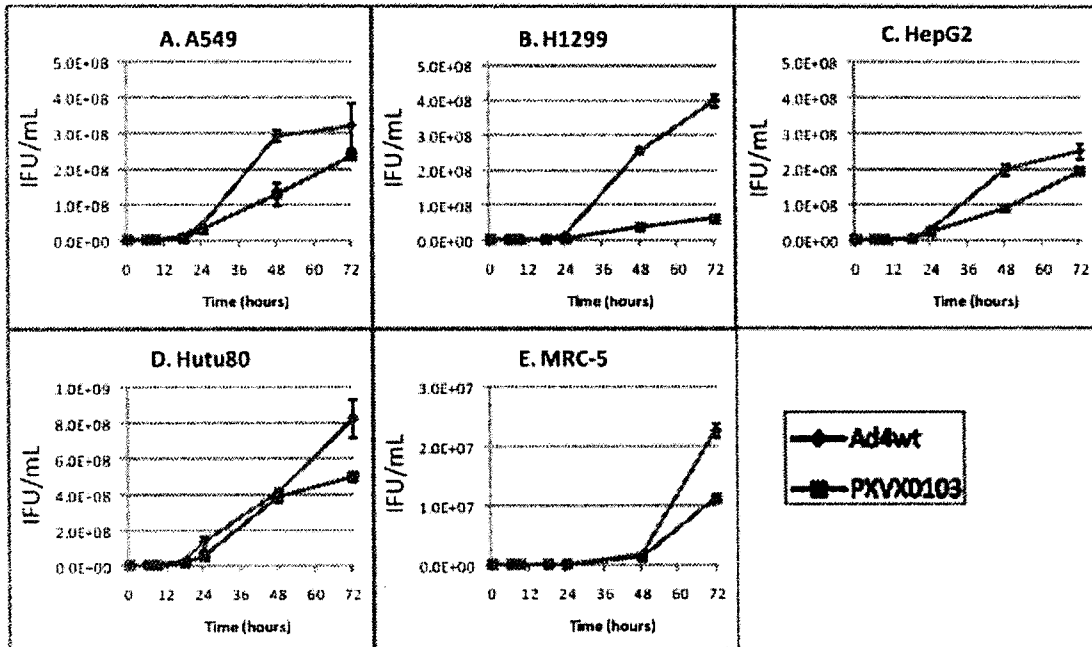 A. A549
IFU/mL
5.0E+08
4.0E+08
3.0E+08
2.0E+08
1.0E+08
0.0E+00
0 12 24 36 48 60 72
Time (hours)
B. H1299
IFU/mL
5.0E+08
4.0E+08
3.0E+08
2.0E+08
1.0E+08
0.0E+00
0 12 24 36 48 60 72
Time (hours)
C. HepG2
IFU/mL
5.0E+08
4.0E+08
3.0E+08
2.0E+08
1.0E+08
0.0E+00
0 12 24 36 48 60 72
Time (hours)
D. Hutu80
IFU/mL
1.0E+09
8.0E+08
6.0E+08
4.0E+08
2.0E+08
0.0E+00
0 12 24 36 48 60 72
Time (hours)
E. MRC-5
IFU/mL
3.0E+07
2.0E+07
1.0E+07
0.0E+00
0 12 24 36 48 60 72
Time (hours)
Ad4wt
PXVX0103